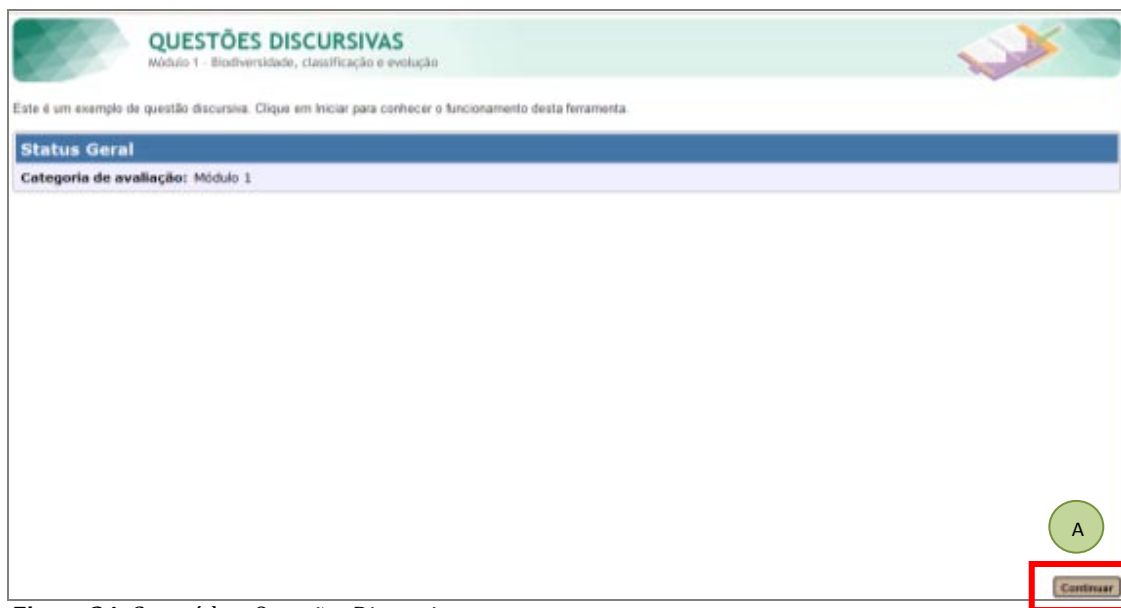 QUESTÕES DISCURSIVAS
Módulo 1 - Biodiversidade, classificação e evolução
Este é um exemplo de questão discursiva. Clique em Iniciar para conhecer o funcionamento desta ferramenta.
Status Geral
Categoria de avaliação: Módulo 1
A
Continuar